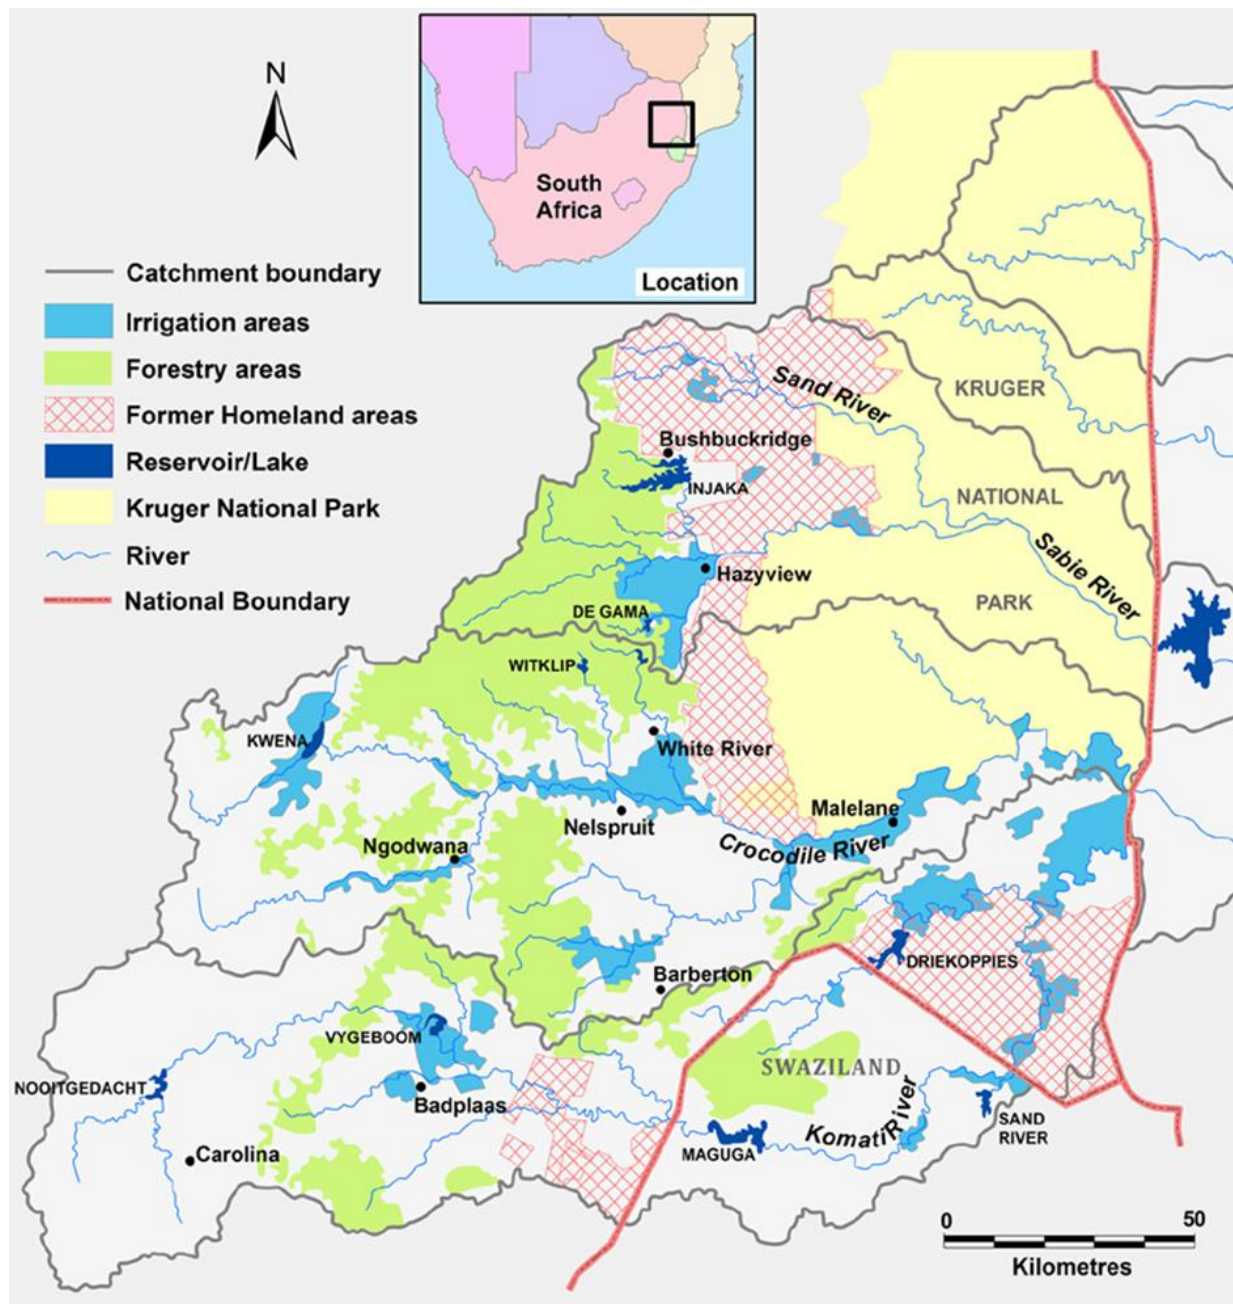 N
South
Africa
Location
Catchment boundary
Irrigation areas
Forestry areas
Former Homeland areas
Reservoir/Lake
Kruger National Park
River
National Boundary
KRUGER
Sand River
Bushbuckridge
INJAKA
NATIONAL
Sabie River
Hazyview
DE GAMA
PARK
WITKLIP
KWENA
White River
Malelane
Nelspruit
Crocodile River
Ngodwana
DRIEKOPPIES
Barberton
VYGEBOOM
SWAZILAND
NOOITGEDACHT
Badplaas
Komati River
SAND
RIVER
MAGUGA
Carolina
0 50
Kilometres